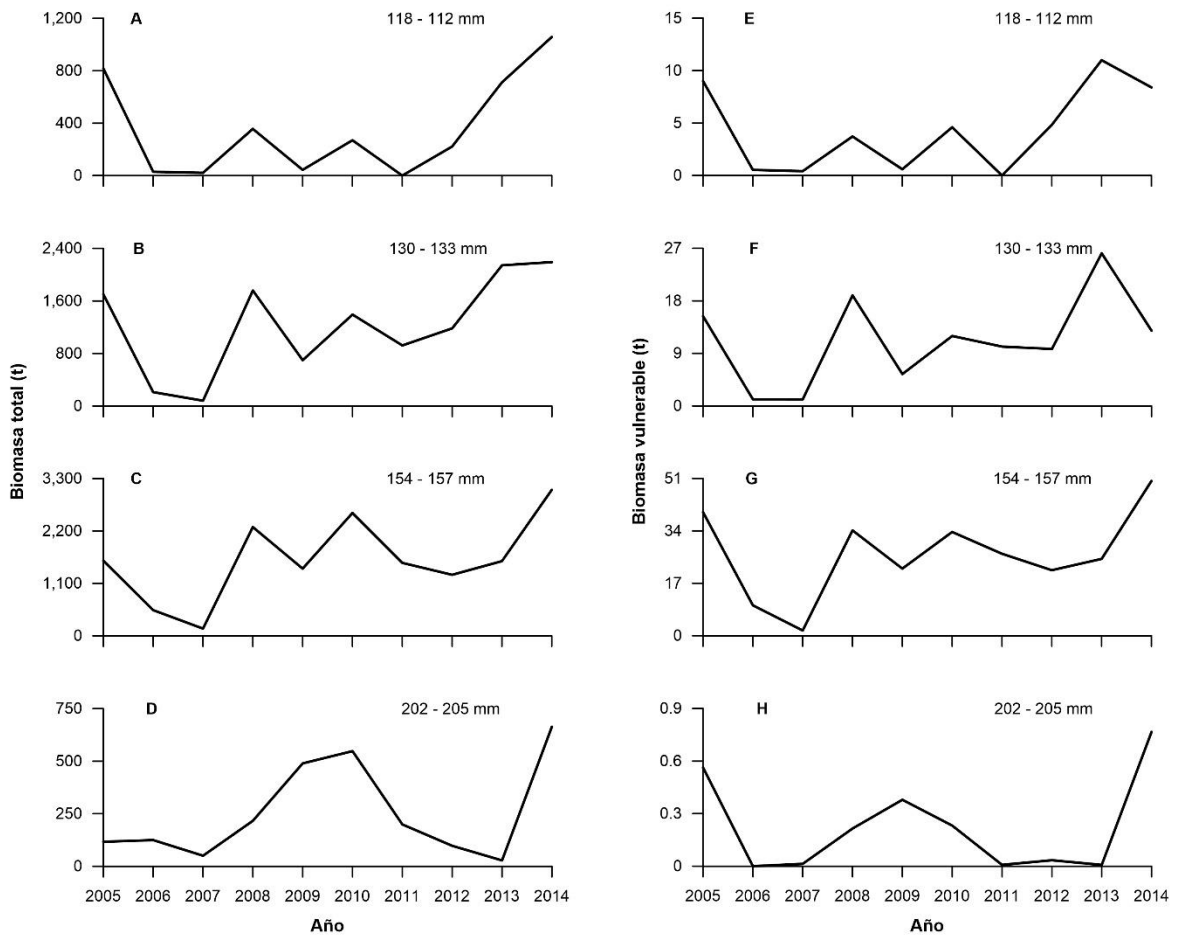 A 118 - 112 mm
1,200
800
400
0
E 118 - 112 mm
15
10
5
0
B 130 - 133 mm
2,400
1,600
800
0
F 130 - 133 mm
27
18
9
0
C 154 - 157 mm
3,300
2,200
1,100
0
G 154 - 157 mm
51
34
17
0
D 202 - 205 mm
750
500
250
0
H 202 - 205 mm
0.9
0.6
0.3
0
Biomasa total (t)
Biomasa vulnerable (t)
2005 2006 2007 2008 2009 2010 2011 2012 2013 2014
Año
2005 2006 2007 2008 2009 2010 2011 2012 2013 2014
Año